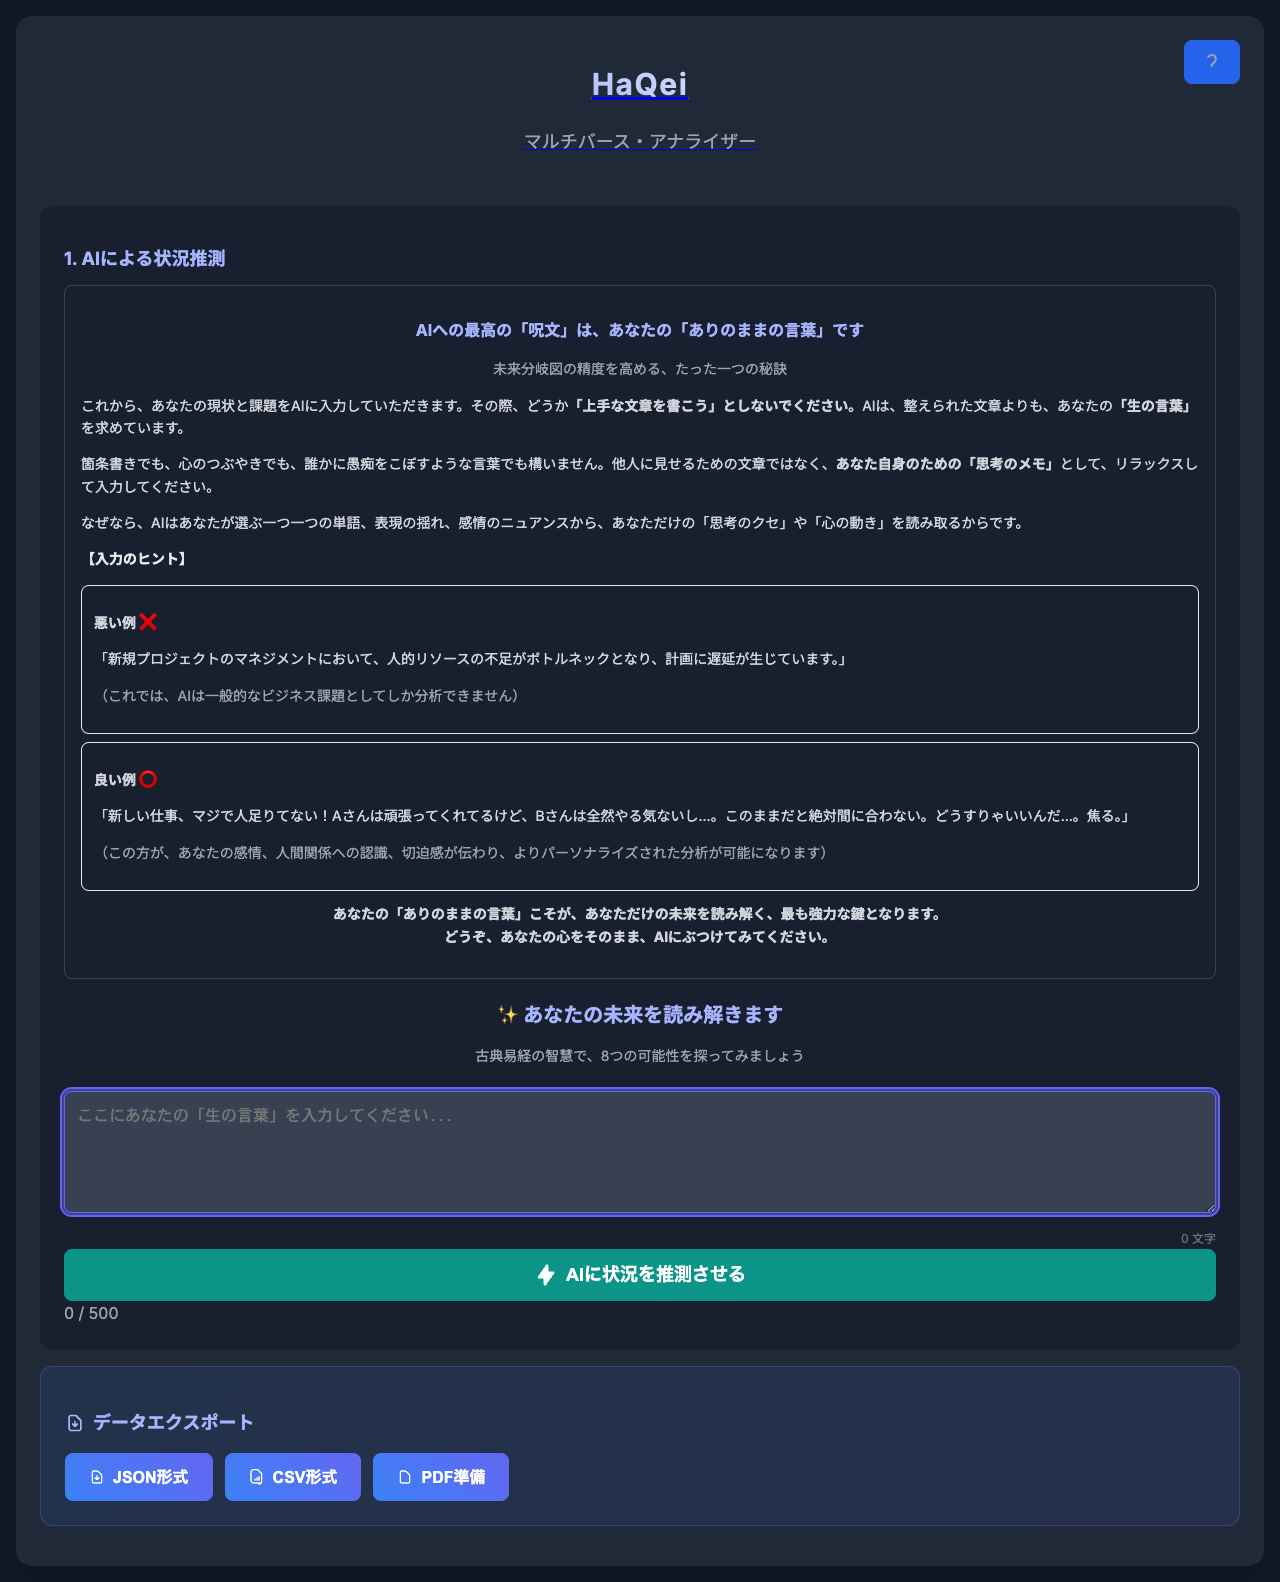 ?
HaQei
マルチバース・アナライザー
1. AIによる状況推測
AIへの最高の「呪文」は、あなたの「ありのままの言葉」です
未来分岐図の精度を高める、たった一つの秘訣
これから、あなたの現状と課題をAIに入力していただきます。その際、どうか「上手な文章を書こう」としないでください。AIは、整えられた文章よりも、あなたの「生の言葉」
を求めています。
箇条書きでも、心のつぶやきでも、誰かに愚痴をこぼすような言葉でも構いません。他人に見せるための文章ではなく、あなた自身のための「思考のメモ」として、リラックスし
て入力してください。
なぜなら、AIはあなたが選ぶ一つ一つの単語、表現の揺れ、感情のニュアンスから、あなただけの「思考のクセ」や「心の動き」を読み取るからです。
【入力のヒント】
悪い例 ❌
「新規プロジェクトのマネジメントにおいて、人的リソースの不足がボトルネックとなり、計画に遅延が生じています。」
（これでは、AIは一般的なビジネス課題としてしか分析できません）
良い例 ⭕
「新しい仕事、マジで人足りてない！Aさんは頑張ってくれてるけど、Bさんは全然やる気ないし…。このままだと絶対間に合わない。どうすりゃいいんだ…。焦る。」
（この方が、あなたの感情、人間関係への認識、切迫感が伝わり、よりパーソナライズされた分析が可能になります）
あなたの「ありのままの言葉」こそが、あなただけの未来を読み解く、最も強力な鍵となります。
どうぞ、あなたの心をそのまま、AIにぶつけてみてください。
✨ あなたの未来を読み解きます
古典易経の智慧で、8つの可能性を探ってみましょう
ここにあなたの「生の言葉」を入力してください...
0 文字
AIに状況を推測させる
0 / 500
データエクスポート
JSON形式
CSV形式
PDF準備